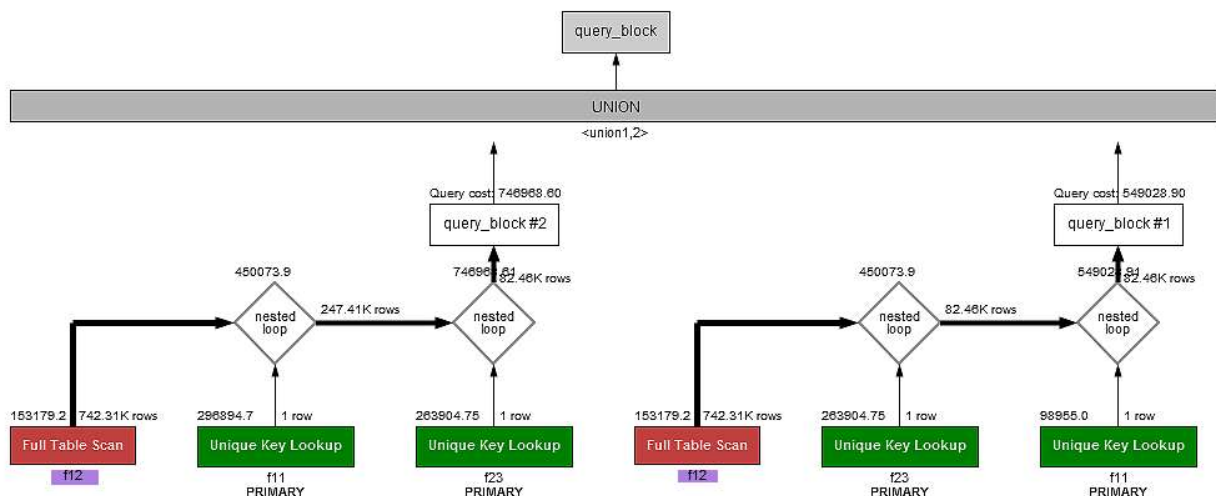 query_block
UNION
<union1,2>
Query cost: 746968.60
Query cost: 549028.90
query_block #2
query_block #1
450073.9
746968.61
82.46K rows
450073.9
549028.91
82.46K rows
nested
loop
247.41K rows
nested
loop
nested
loop
82.46K rows
nested
loop
153179.2
742.31K rows
296894.7
1 row
263904.75
1 row
153179.2
742.31K rows
263904.75
1 row
98955.0
1 row
Full Table Scan
Unique Key Lookup
Unique Key Lookup
Full Table Scan
Unique Key Lookup
Unique Key Lookup
f12
f11
f23
f12
f23
f11
PRIMARY
PRIMARY
PRIMARY
PRIMARY